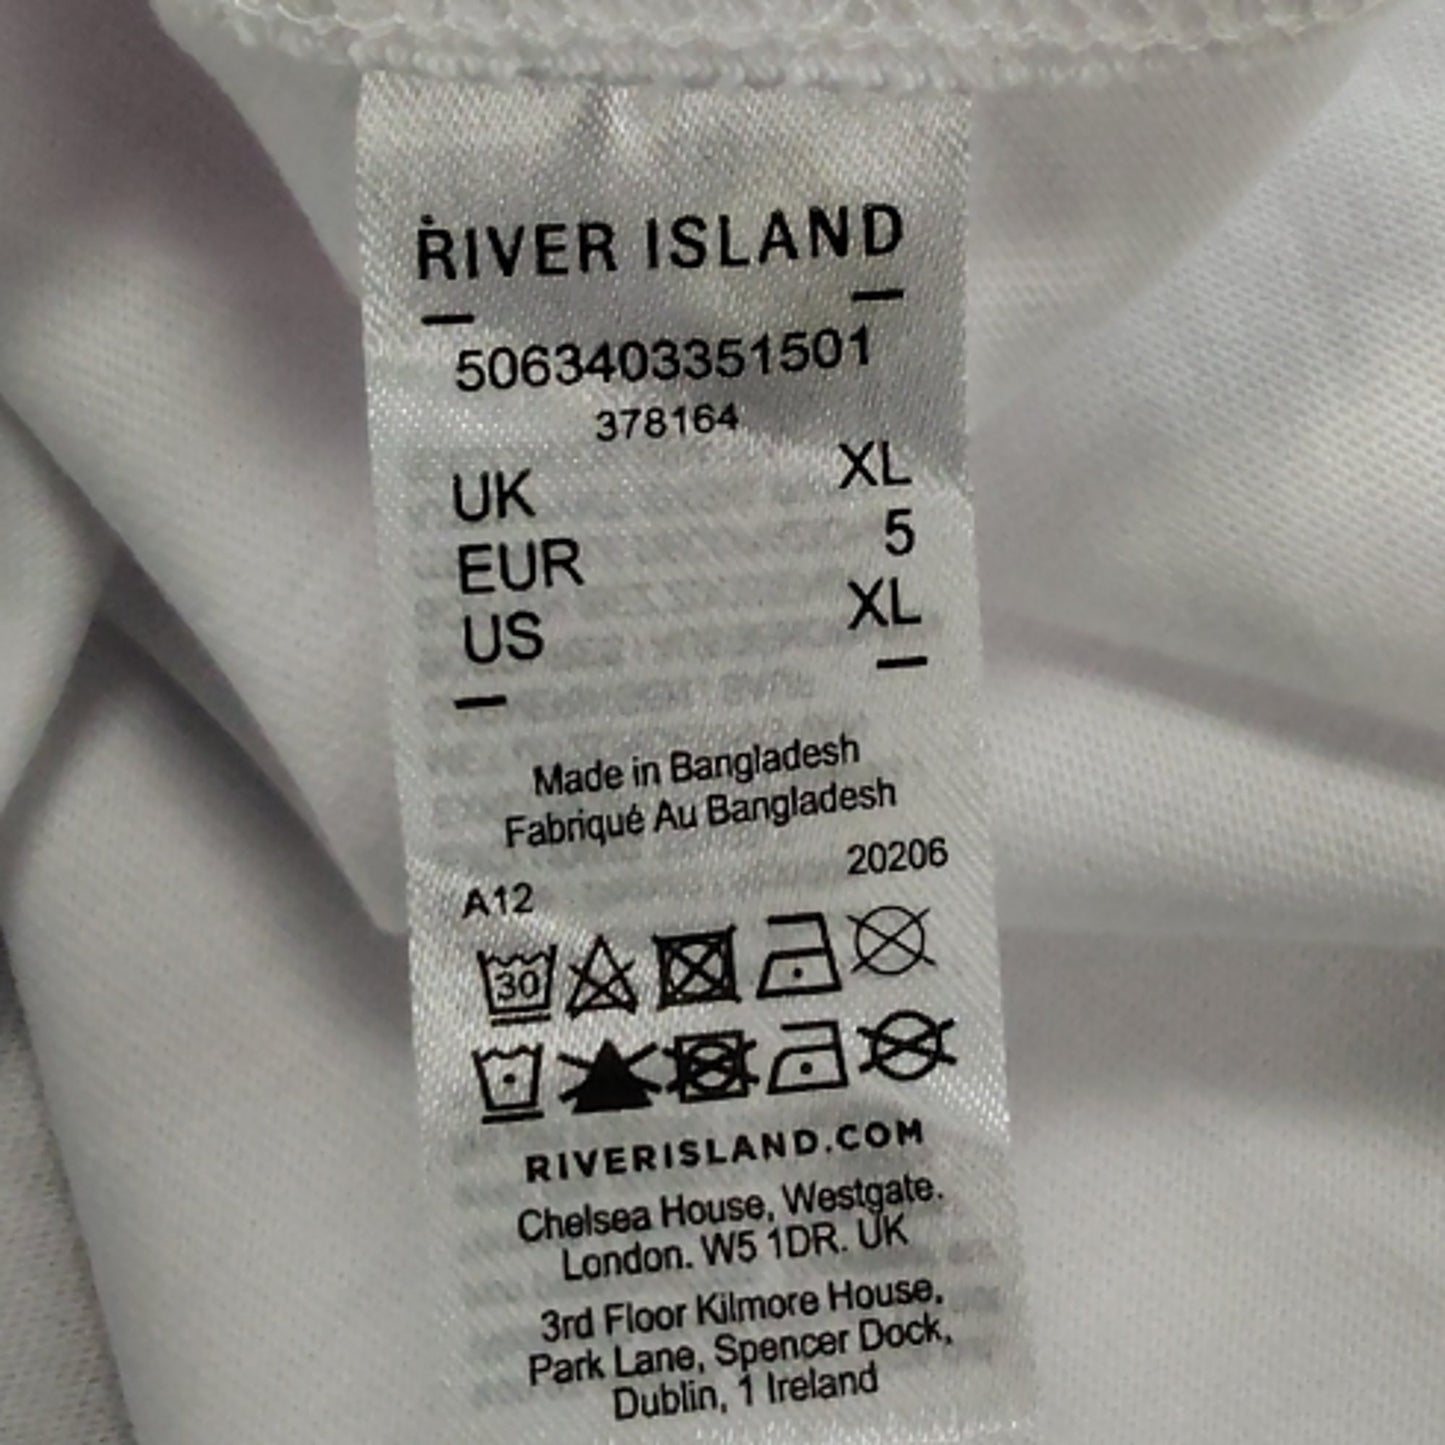 RIVER ISLAND
5063403351501
378164
UK XL
EUR 5
US XL
Made in Bangladesh
Fabriqué Au Bangladesh
A12 20206
30
RIVERISLAND.COM
Chelsea House, Westgate.
London. W5 1DR. UK
3rd Floor Kilmore House,
Park Lane, Spencer Dock,
Dublin, 1 Ireland